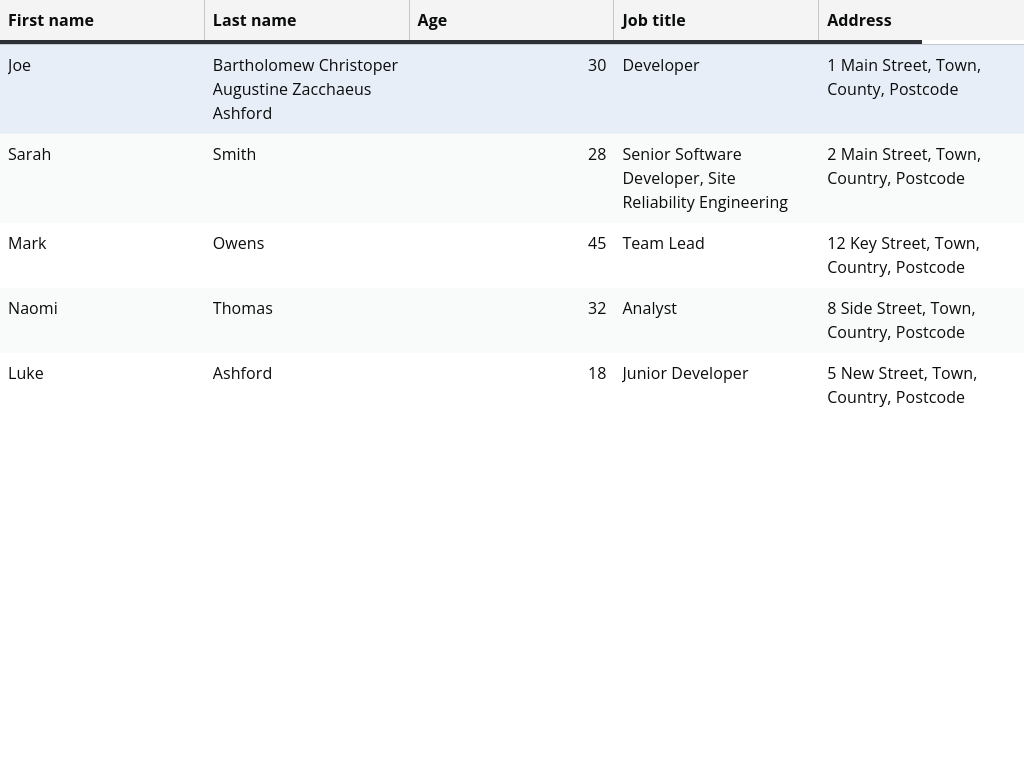 First name Last name Age Job title Address
Joe Bartholomew Christoper 30 Developer 1 Main Street, Town,
Augustine Zacchaeus County, Postcode
Ashford
Sarah Smith 28 Senior Software 2 Main Street, Town,
Developer, Site Country, Postcode
Reliability Engineering
Mark Owens 45 Team Lead 12 Key Street, Town,
Country, Postcode
Naomi Thomas 32 Analyst 8 Side Street, Town,
Country, Postcode
Luke Ashford 18 Junior Developer 5 New Street, Town,
Country, Postcode